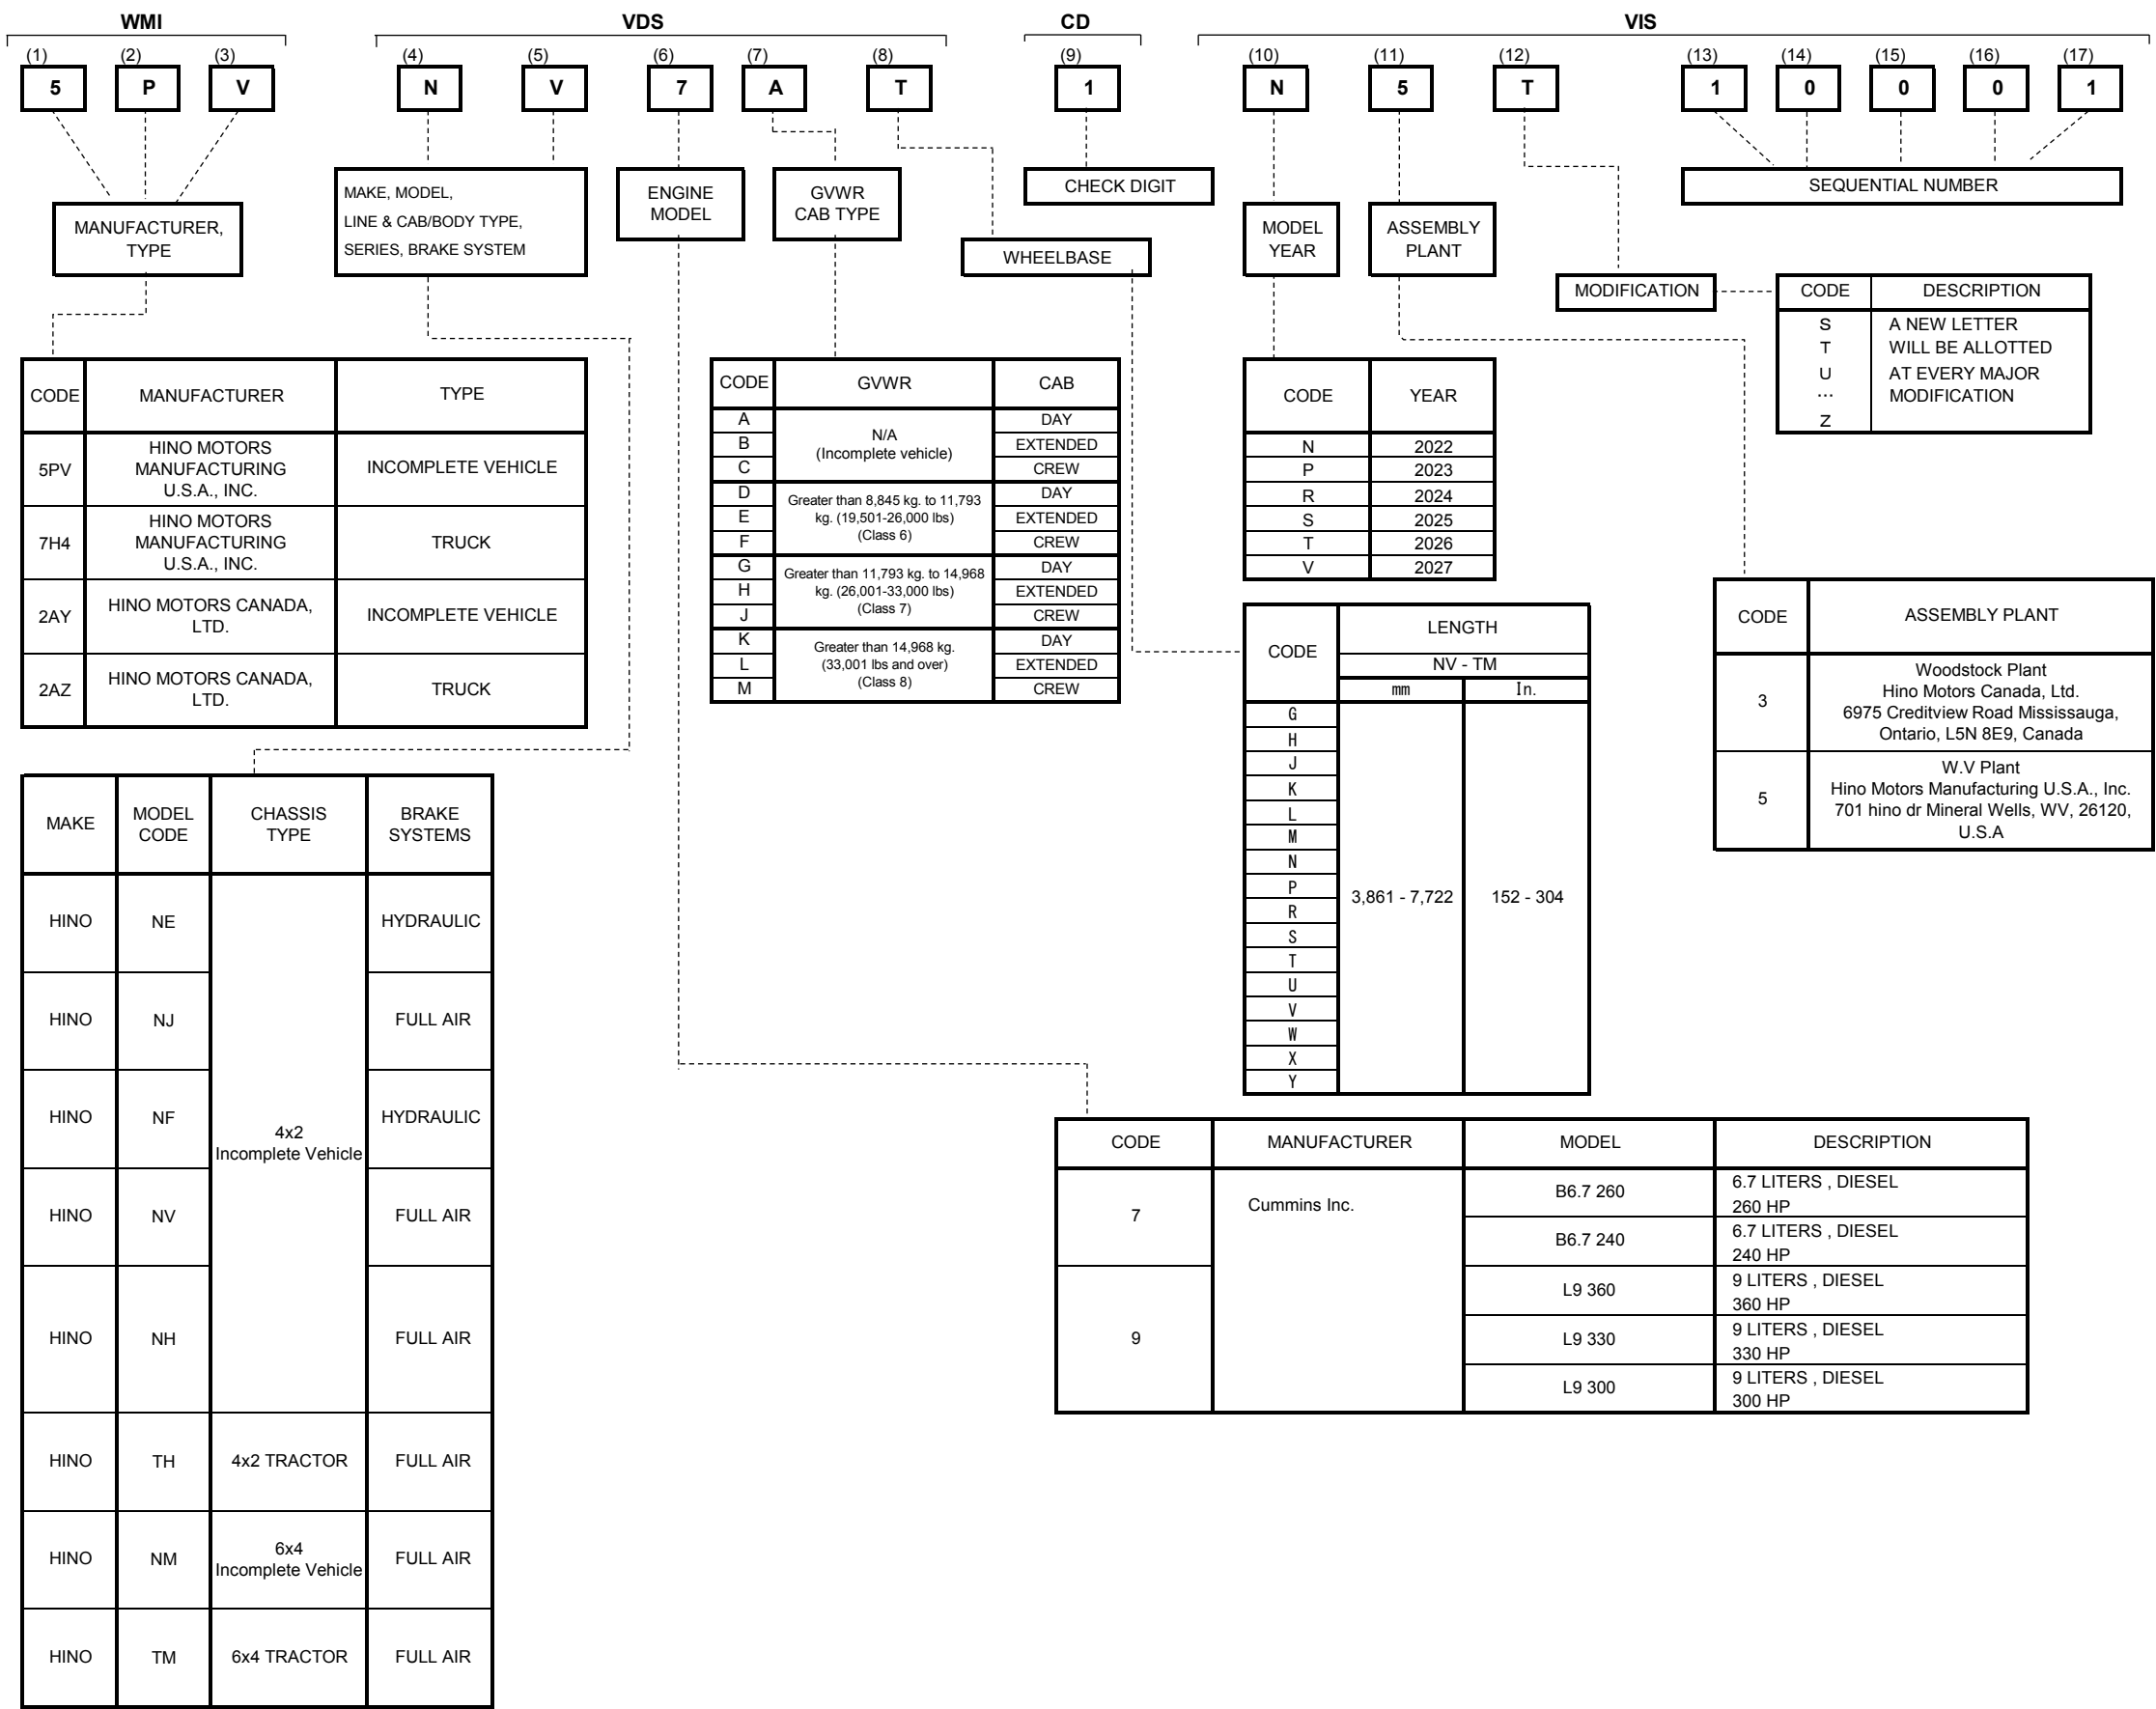 WMI VDS CD VIS
(1) (2) (3) (4) (5) (6) (7) (8) (9) (10) (11) (12) (13) (14) (15) (16) (17)
5 P V N V 7 A T 1 N 5 T 1 0 0 0 1
MANUFACTURER,
TYPE
MAKE, MODEL,
LINE & CAB/BODY TYPE,
SERIES, BRAKE SYSTEM
ENGINE
MODEL
GVWR
CAB TYPE
WHEELBASE
CHECK DIGIT
MODEL
YEAR
ASSEMBLY
PLANT
MODIFICATION
SEQUENTIAL NUMBER
CODE DESCRIPTION
S A NEW LETTER
T WILL BE ALLOTTED
U AT EVERY MAJOR
… MODIFICATION
Z
CODE MANUFACTURER TYPE
5PV
HINO MOTORS
MANUFACTURING
U.S.A., INC.
INCOMPLETE VEHICLE
7H4
HINO MOTORS
MANUFACTURING
U.S.A., INC.
TRUCK
2AY
HINO MOTORS CANADA,
LTD.
INCOMPLETE VEHICLE
2AZ
HINO MOTORS CANADA,
LTD.
TRUCK
CODE GVWR CAB
A DAY
B EXTENDED
C CREW
N/A
(Incomplete vehicle)
D DAY
E EXTENDED
F CREW
Greater than 8,845 kg. to 11,793
kg. (19,501-26,000 lbs)
(Class 6)
G DAY
H EXTENDED
J CREW
Greater than 11,793 kg. to 14,968
kg. (26,001-33,000 lbs)
(Class 7)
K DAY
L EXTENDED
M CREW
Greater than 14,968 kg.
(33,001 lbs and over)
(Class 8)
CODE YEAR
N 2022
P 2023
R 2024
S 2025
T 2026
V 2027
CODE LENGTH
NV - TM
mm In.
G
H
J
K
L
M
N
P
R
S
T
U
V
W
X
Y
3,861 - 7,722 152 - 304
CODE ASSEMBLY PLANT
3
Woodstock Plant
Hino Motors Canada, Ltd.
6975 Creditview Road Mississauga,
Ontario, L5N 8E9, Canada
5
W.V Plant
Hino Motors Manufacturing U.S.A., Inc.
701 hino dr Mineral Wells, WV, 26120,
U.S.A
MAKE MODEL
CODE CHASSIS
TYPE BRAKE
SYSTEMS
HINO NE HYDRAULIC
HINO NJ FULL AIR
HINO NF HYDRAULIC
4x2
Incomplete Vehicle
HINO NV FULL AIR
HINO NH FULL AIR
HINO TH 4x2 TRACTOR FULL AIR
HINO NM 6x4
Incomplete Vehicle FULL AIR
HINO TM 6x4 TRACTOR FULL AIR
CODE MANUFACTURER MODEL DESCRIPTION
7 Cummins Inc.
B6.7 260 6.7 LITERS , DIESEL
260 HP
B6.7 240 6.7 LITERS , DIESEL
240 HP
9
L9 360 9 LITERS , DIESEL
360 HP
L9 330 9 LITERS , DIESEL
330 HP
L9 300 9 LITERS , DIESEL
300 HP